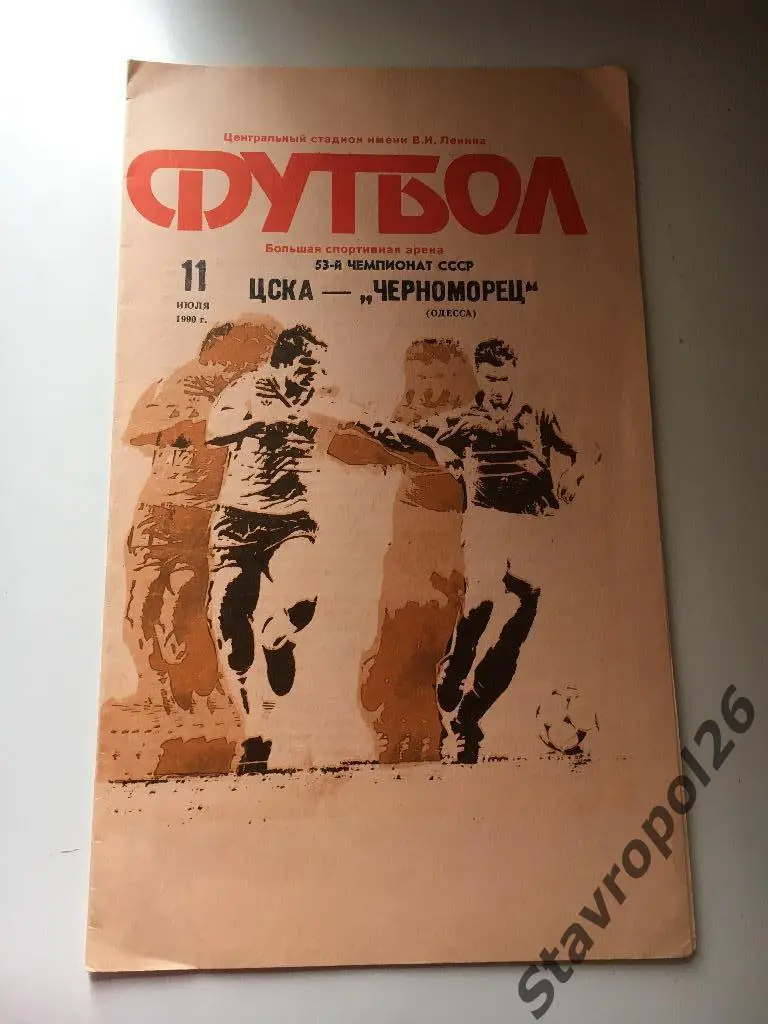 Центральный стадион имени В.И. Ленина
ФУТБОЛ
Большая спортивная арена
53-й ЧЕМПИОНАТ СССР
11
ИЮЛЯ
1990 г.
ЦСКА — „ЧЕРНОМОРЕЦ“
(ОДЕССА)
Stavropol26